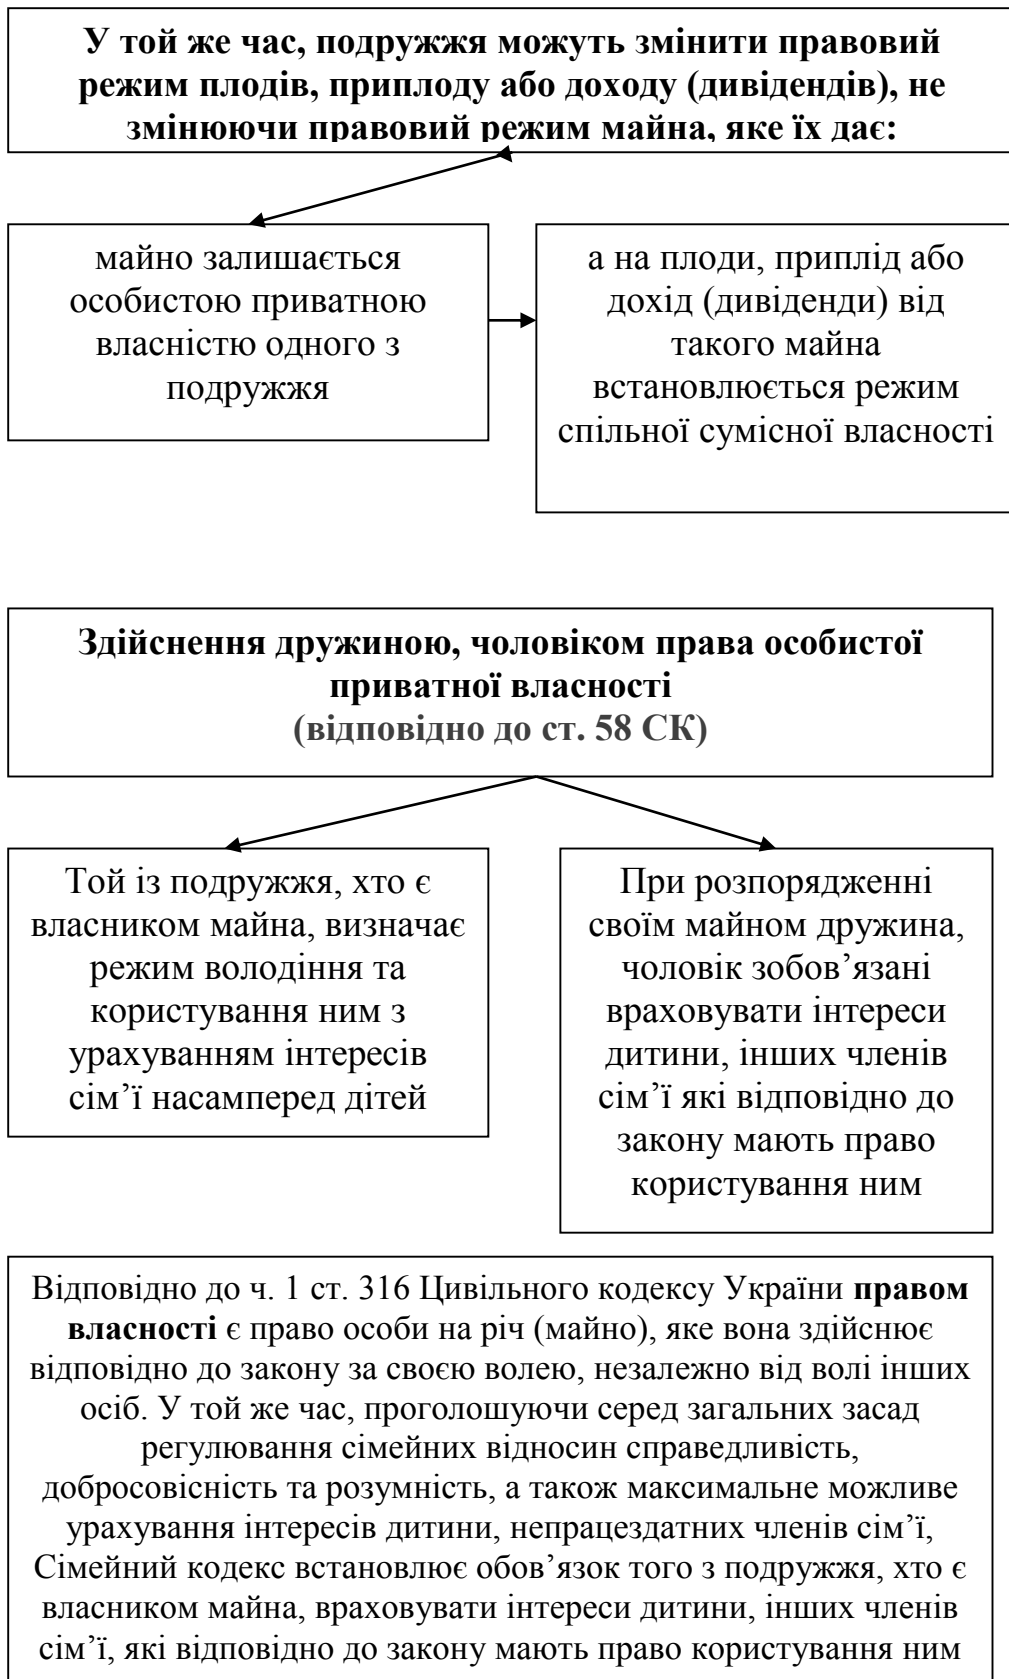 У той же час, подружжя можуть змінити правовий
режим плодів, приплоду або доходу (дивідендів), не
змінюючи правовий режим майна, яке їх дає:
майно залишається
особистою приватною
власністю одного з
подружжя
а на плоди, приплід або
дохід (дивіденди) від
такого майна
встановлюється режим
спільної сумісної власності
Здійснення дружиною, чоловіком права особистої
приватної власності
(відповідно до ст. 58 СК)
Той із подружжя, хто є
власником майна, визначає
режим володіння та
користування ним з
урахуванням інтересів
сім’ї насамперед дітей
При розпорядженні
своїм майном дружина,
чоловік зобов’язані
враховувати інтереси
дитини, інших членів
сім’ї які відповідно до
закону мають право
користування ним
Відповідно до ч. 1 ст. 316 Цивільного кодексу України правом
власності є право особи на річ (майно), яке вона здійснює
відповідно до закону за своєю волею, незалежно від волі інших
осіб. У той же час, проголошуючи серед загальних засад
регулювання сімейних відносин справедливість,
добросовісність та розумність, а також максимальне можливе
урахування інтересів дитини, непрацездатних членів сім’ї,
Сімейний кодекс встановлює обов’язок того з подружжя, хто є
власником майна, враховувати інтереси дитини, інших членів
сім’ї, які відповідно до закону мають право користування ним